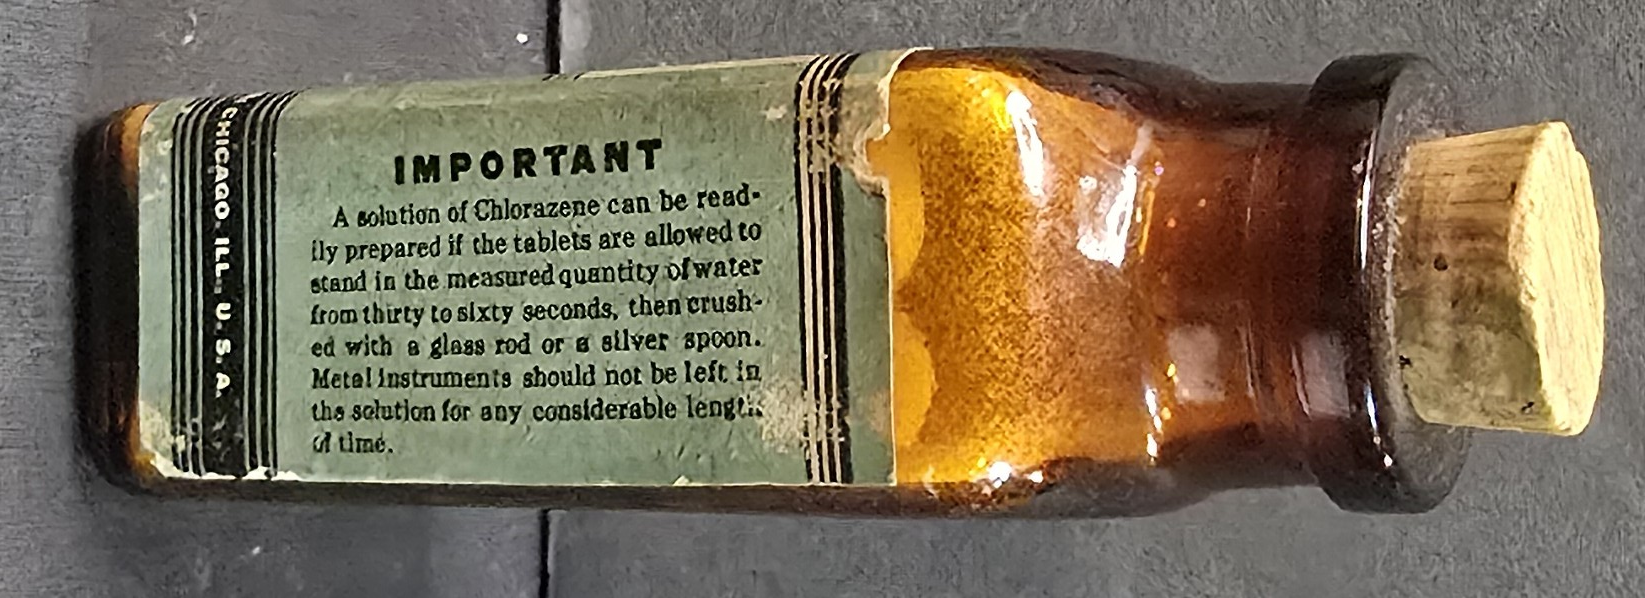 IMPORTANT
A solution of Chlorazene can be read-
ily prepared if the tablets are allowed to
stand in the measured quantity of water
from thirty to sixty seconds, then crush-
ed with a glass rod or a silver spoon.
Metal instruments should not be left in
the solution for any considerable length
of time.
CHICAGO, ILL., U. S. A.